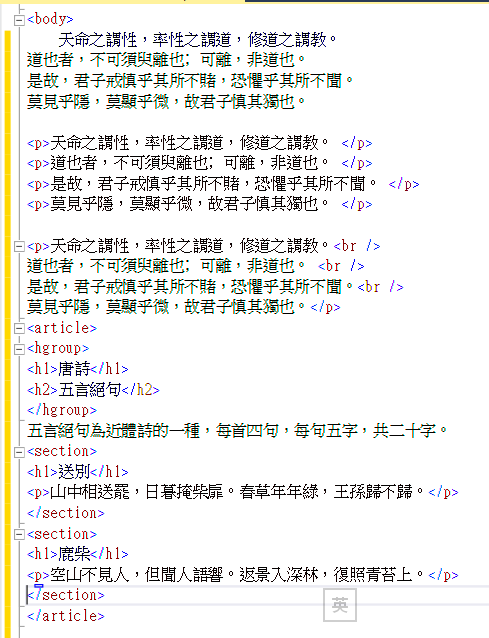 <body>
天命之謂性，率性之謂道，修道之謂教。
道也者，不可須臾離也; 可離，非道也。
是故，君子戒慎乎其所不睹，恐懼乎其所不聞。
莫見乎隱，莫顯乎微，故君子慎其獨也。
<p>天命之謂性，率性之謂道，修道之謂教。 </p>
<p>道也者，不可須臾離也; 可離，非道也。 </p>
<p>是故，君子戒慎乎其所不睹，恐懼乎其所不聞。 </p>
<p>莫見乎隱，莫顯乎微，故君子慎其獨也。 </p>
<p>天命之謂性，率性之謂道，修道之謂教。<br />
道也者，不可須臾離也; 可離，非道也。 <br />
是故，君子戒慎乎其所不睹，恐懼乎其所不聞。<br />
莫見乎隱，莫顯乎微，故君子慎其獨也。</p>
<article>
<hgroup>
<h1>唐詩</h1>
<h2>五言絕句</h2>
</hgroup>
五言絕句為近體詩的一種，每首四句，每句五字，共二十字。
<section>
<h1>送別</h1>
<p>山中相送罷，日暮掩柴扉。春草年年綠，王孫歸不歸。</p>
</section>
<section>
<h1>鹿柴</h1>
<p>空山不見人，但聞人語響。返景入深林，復照青苔上。</p>
</section>
英
</article>